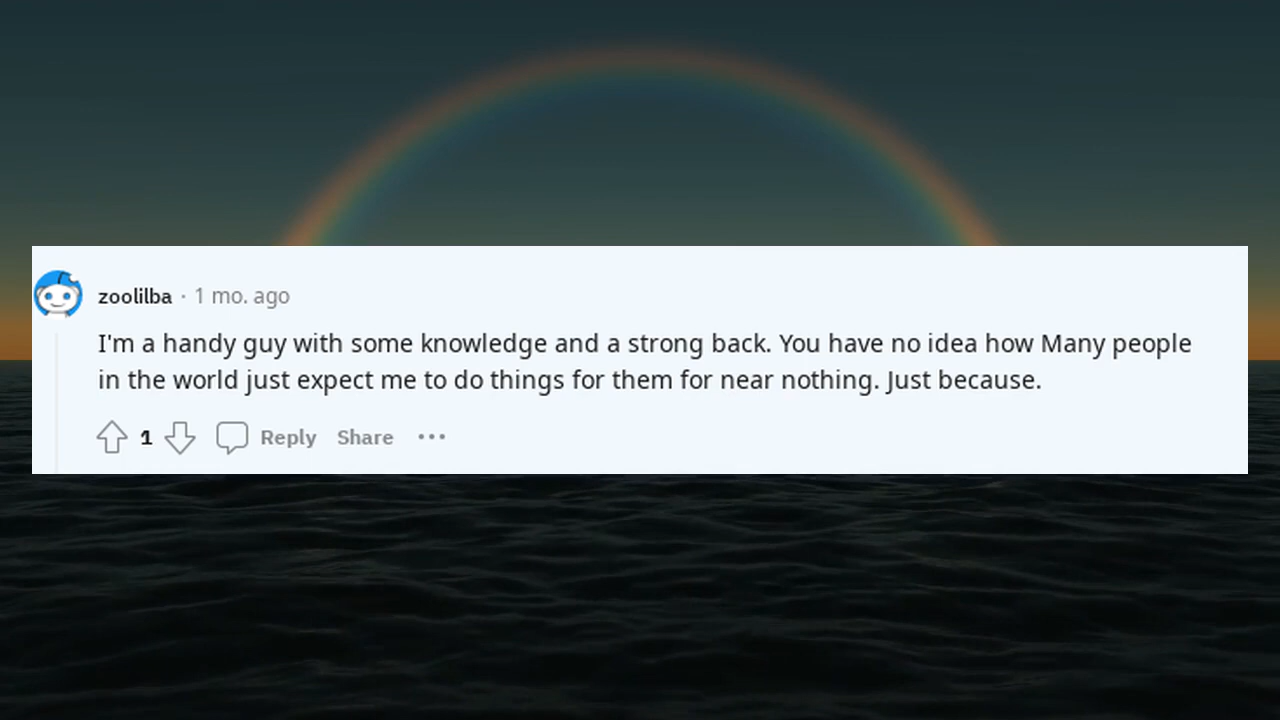 zoolilba · 1 mo. ago
I'm a handy guy with some knowledge and a strong back. You have no idea how Many people
in the world just expect me to do things for them for near nothing. Just because.
1 Reply Share ···